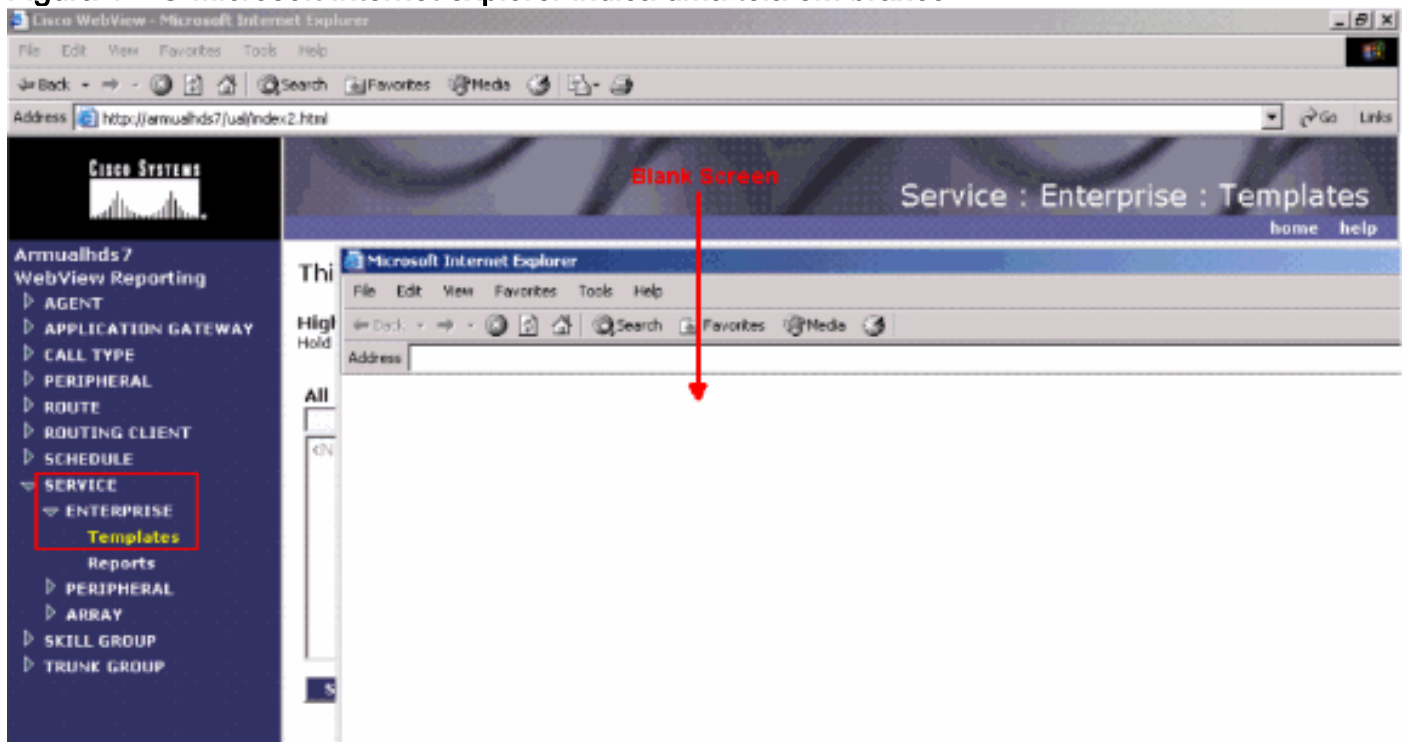 Cisco WebView - Microsoft Internet Explorer
File Edit View Favorites Tools Help
Back Search Favorites Media
Address http://armualhds7/ual/index2.html Go Links
CISCO SYSTEMS
Blank Screen
Service : Enterprise : Templates
home help
Armualhds7
WebView Reporting
AGENT
APPLICATION GATEWAY
CALL TYPE
PERIPHERAL
ROUTE
ROUTING CLIENT
SCHEDULE
SERVICE
ENTERPRISE
Templates
Reports
PERIPHERAL
ARRAY
SKILL GROUP
TRUNK GROUP
Thi
Higl
Hold
All
<N
S
Microsoft Internet Explorer
File Edit View Favorites Tools Help
Back Search Favorites Media
Address